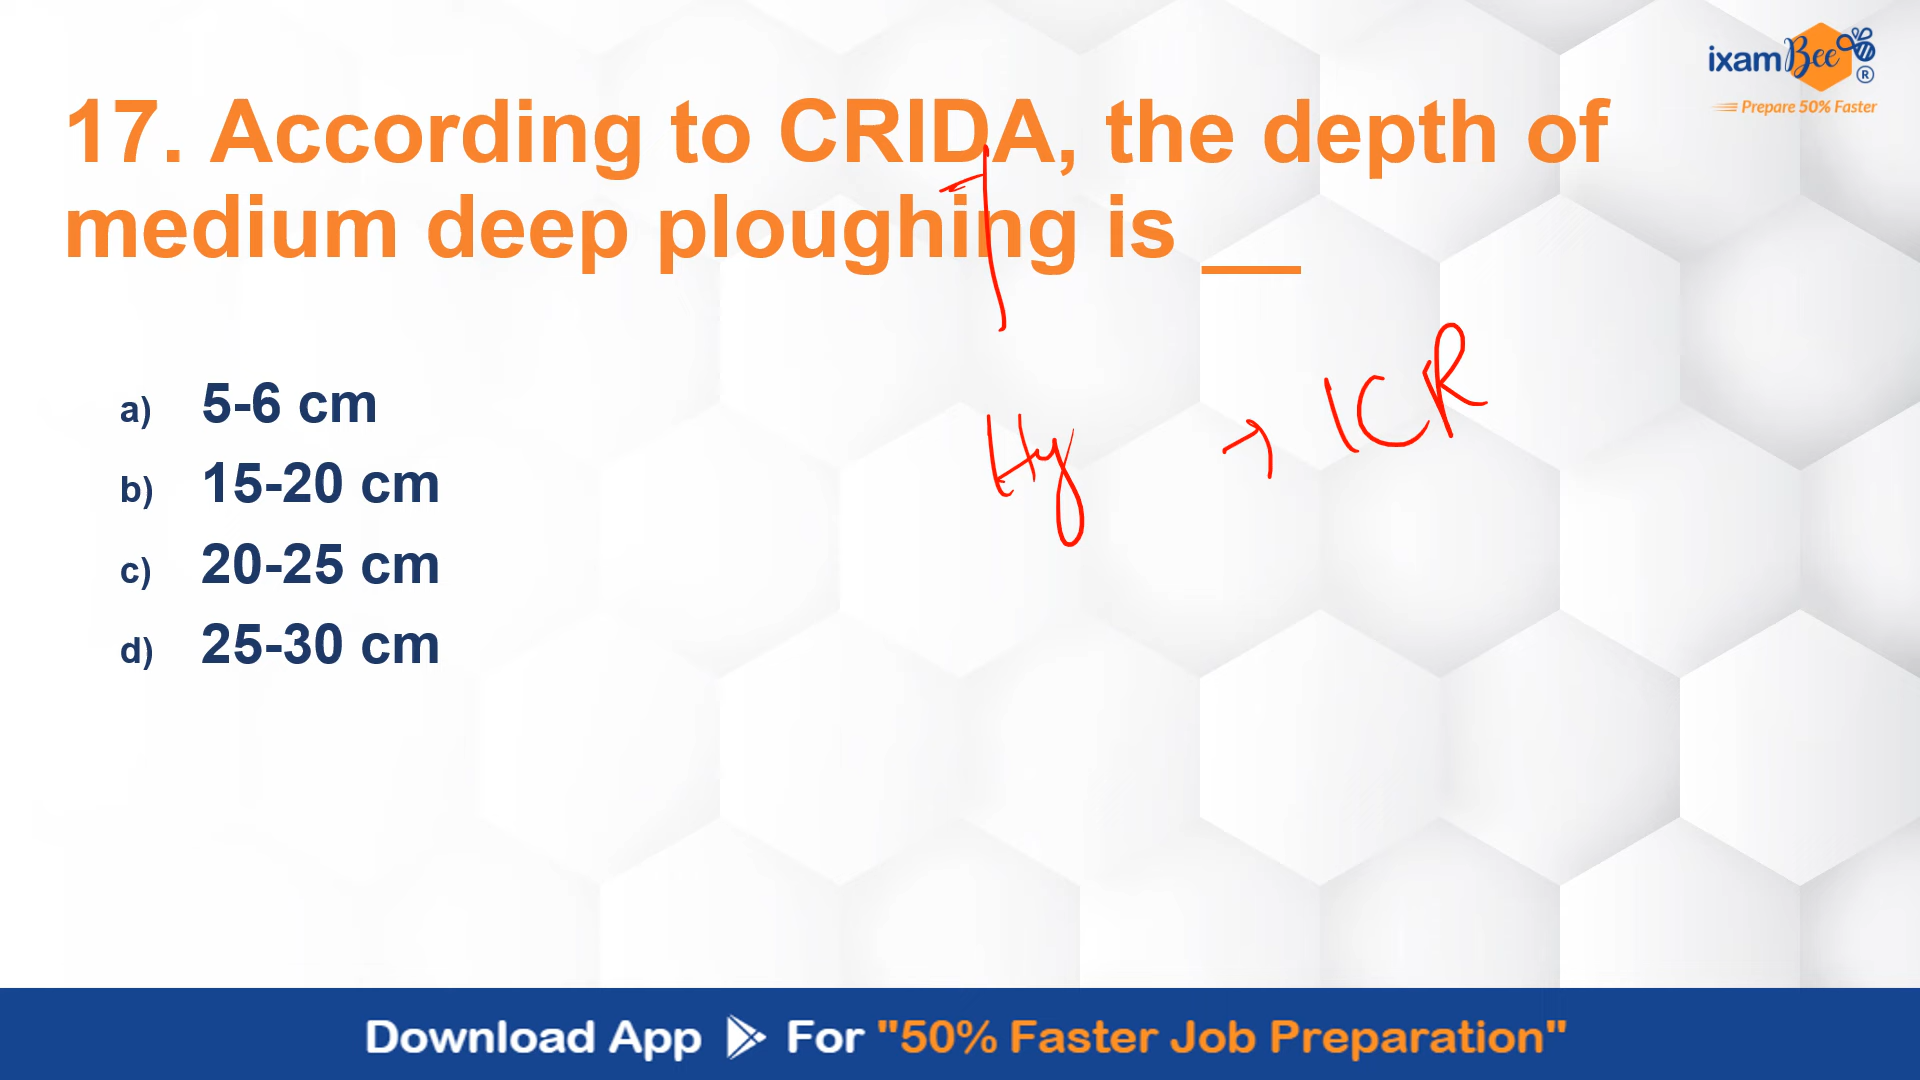 ixamBee®
Prepare 50% Faster
17. According to CRIDA, the depth of
medium deep ploughing is __
a) 5-6 cm
b) 15-20 cm
c) 20-25 cm
d) 25-30 cm
Hy → ICR
Download App For "50% Faster Job Preparation"